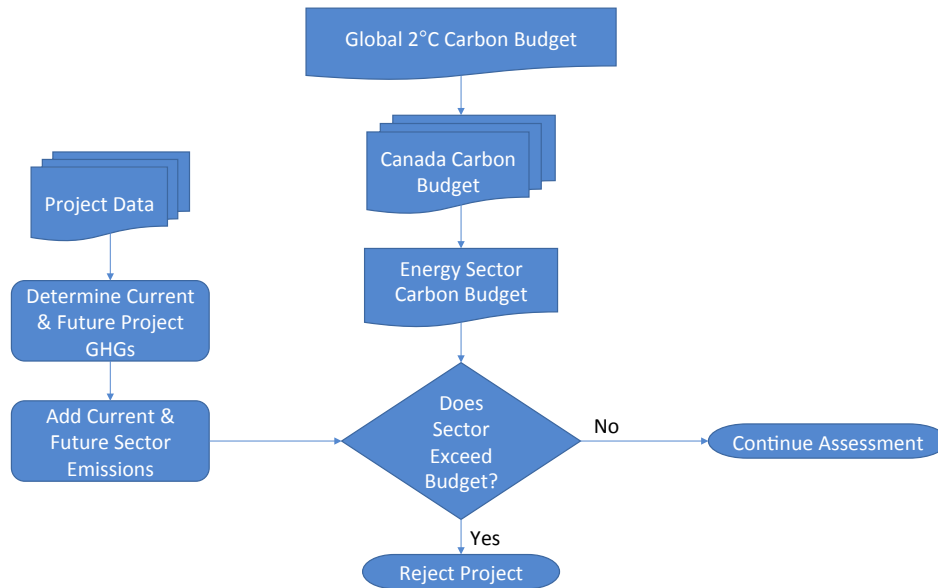 Global 2°C Carbon Budget
Canada Carbon
Budget
Project Data
Energy Sector
Carbon Budget
Determine Current
& Future Project
GHGs
Add Current &
Future Sector
Emissions
Does
Sector
Exceed
Budget?
No
Continue Assessment
Yes
Reject Project